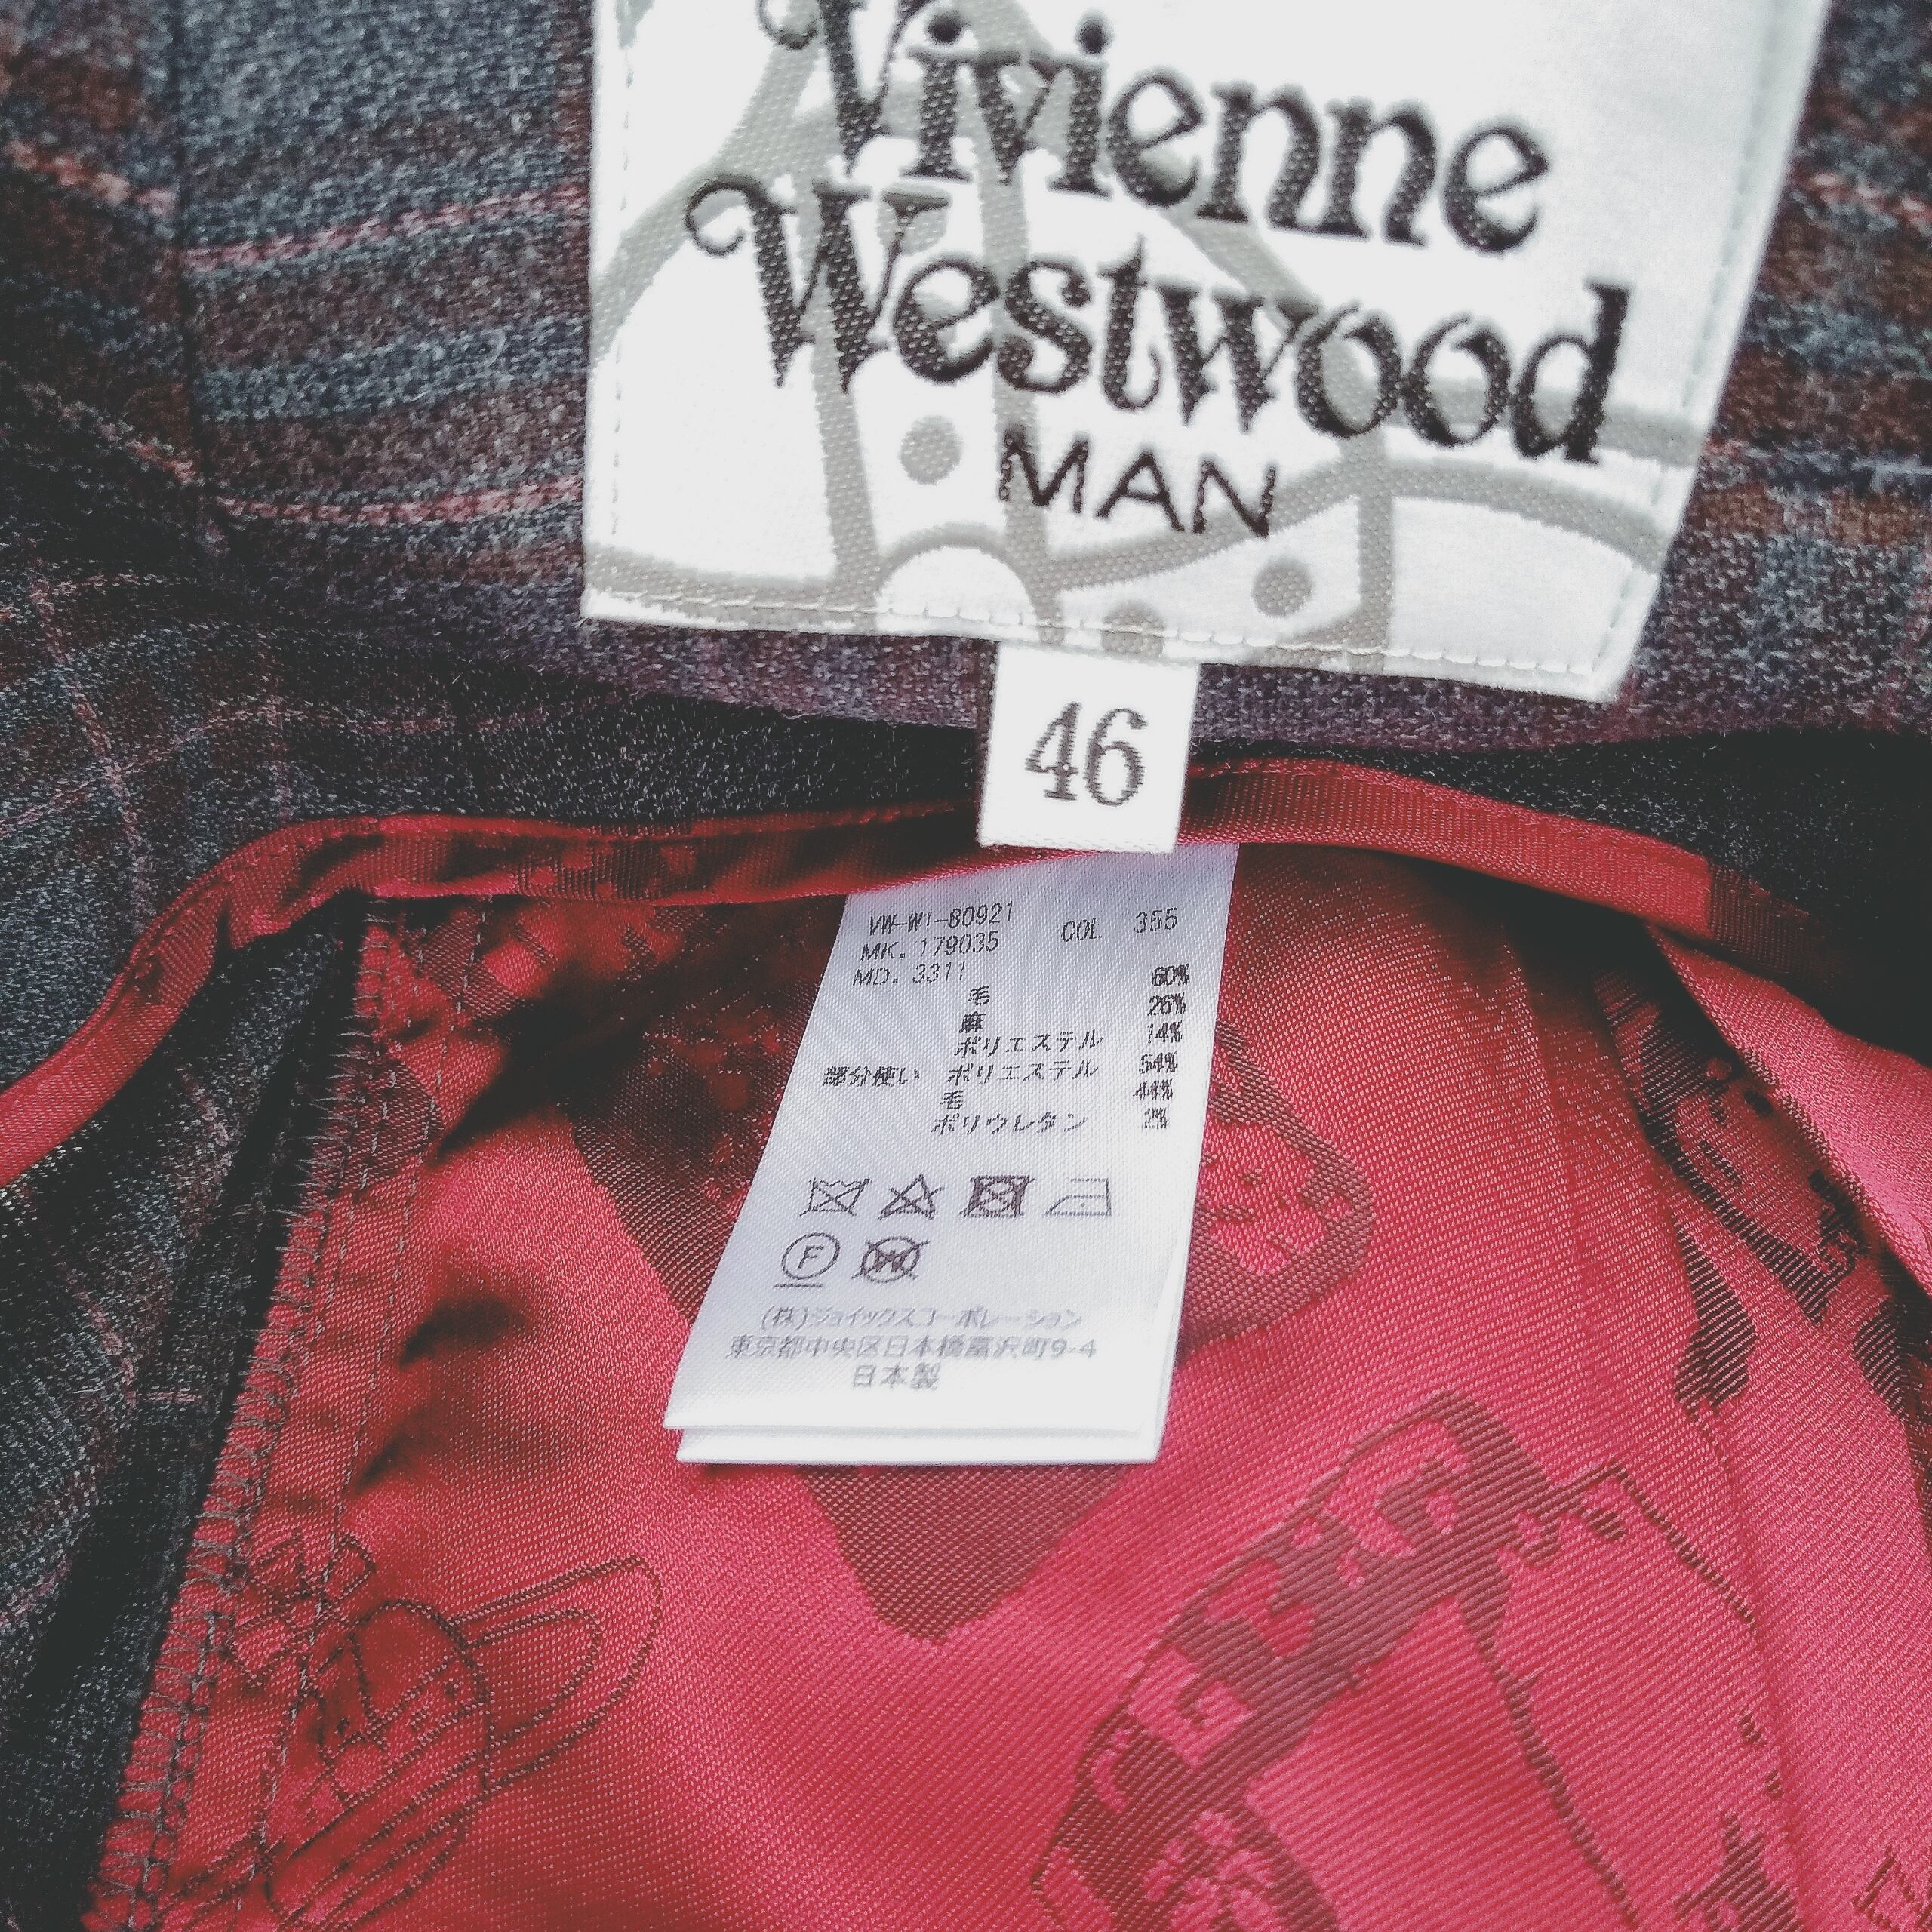 Vivienne
Westwood
MAN
46
VW-W1-80921
MK. 179035 COL 355
MD. 3311
毛 60%
麻 26%
ポリエステル 14%
部分使い ポリエステル 54%
毛 44%
ポリウレタン 2%
F
W
(株)ジョイックスコーポレーション
東京都中央区日本橋富沢町9-4
日本製